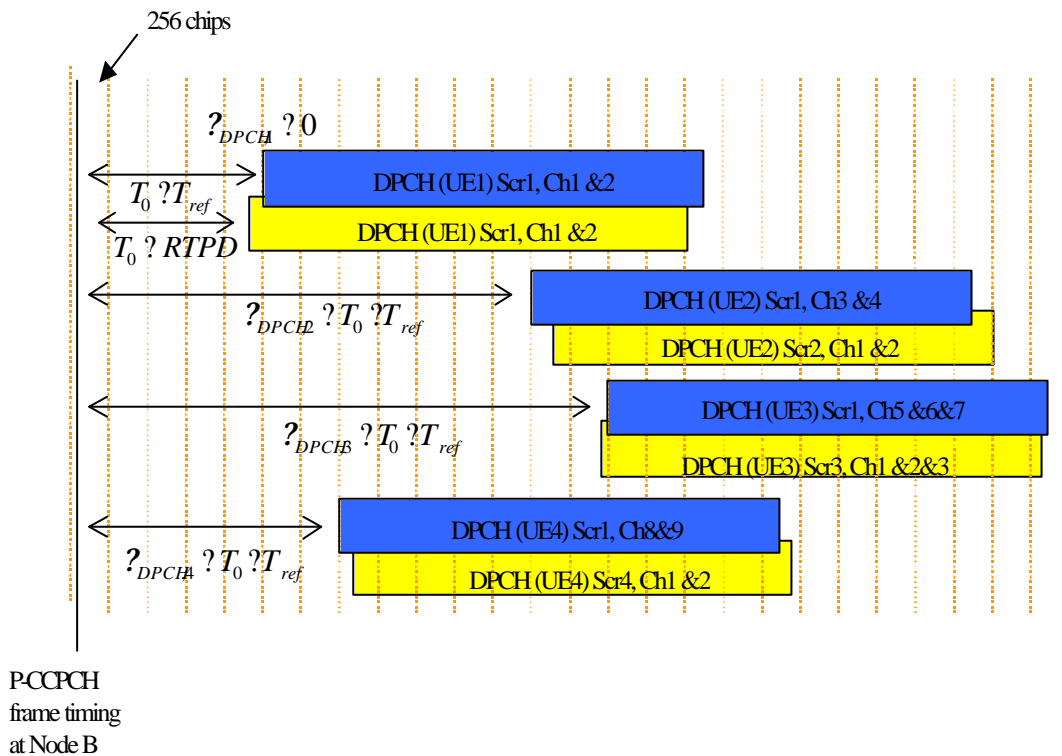 256 chips
?DPCH1 ? 0
DPCH (UE1) Scr1, Ch1 &2
T0 ?Tref
DPCH (UE1) Scr1, Ch1 &2
T0 ? RTPD
DPCH (UE2) Scr1, Ch3 &4
?DPCH2 ?T0 ?Tref
DPCH (UE2) Scr2, Ch1 &2
DPCH (UE3) Scr1, Ch5 &6&7
?DPCH3 ?T0 ?Tref
DPCH (UE3) Scr3, Ch1 &2&3
DPCH (UE4) Scr1, Ch8&9
?DPCH4 ?T0 ?Tref
DPCH (UE4) Scr4, Ch1 &2
P-CCPCH
frame timing
at Node B